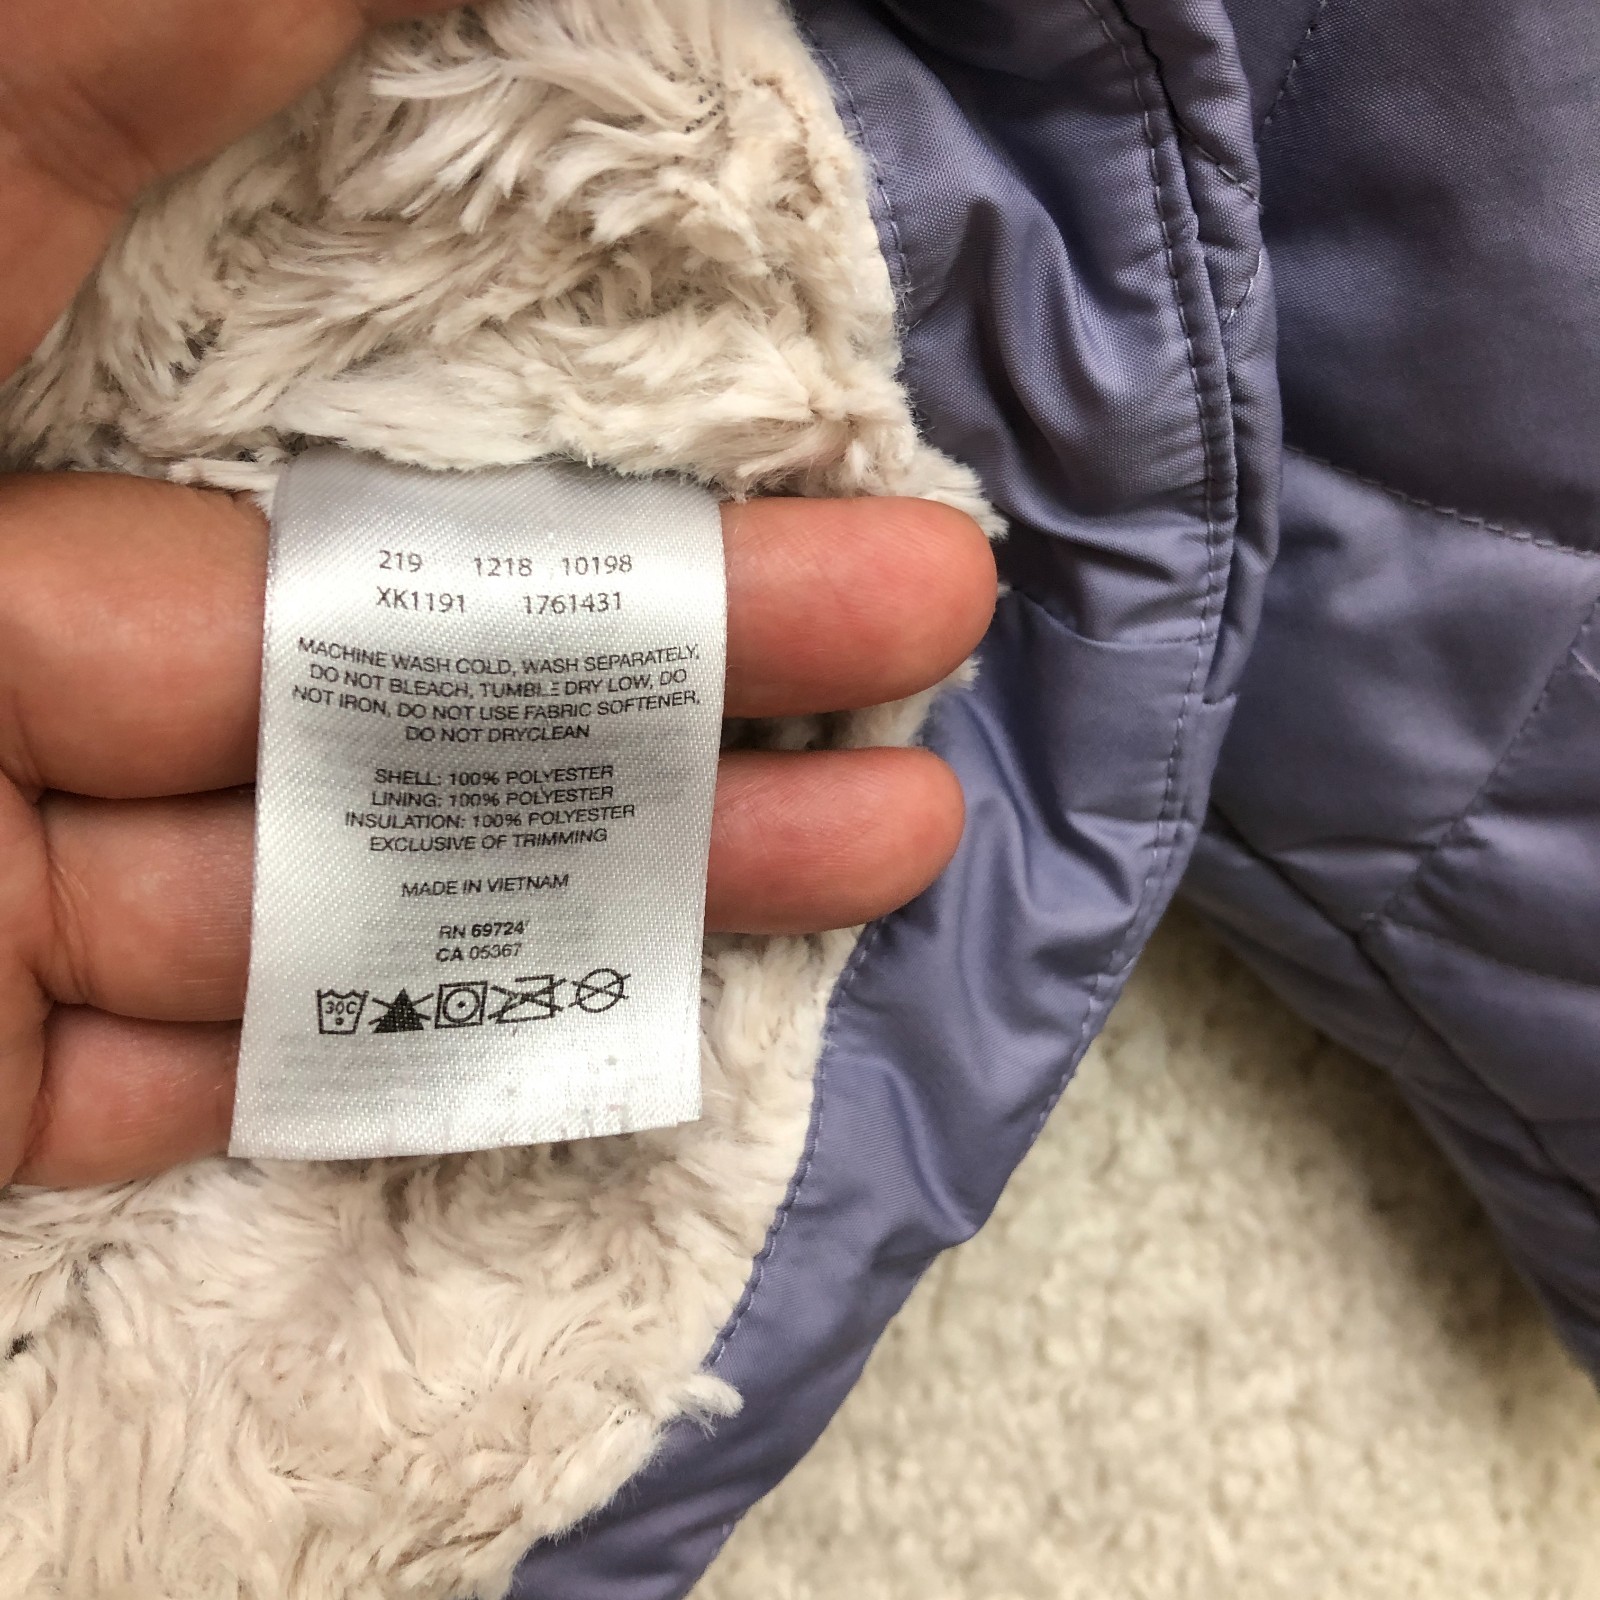 219 1218 10198
XK1191 1761431
MACHINE WASH COLD, WASH SEPARATELY,
DO NOT BLEACH, TUMBLE DRY LOW, DO
NOT IRON, DO NOT USE FABRIC SOFTENER,
DO NOT DRYCLEAN
SHELL: 100% POLYESTER
LINING: 100% POLYESTER
INSULATION: 100% POLYESTER
EXCLUSIVE OF TRIMMING
MADE IN VIETNAM
RN 69724
CA 05367
30C